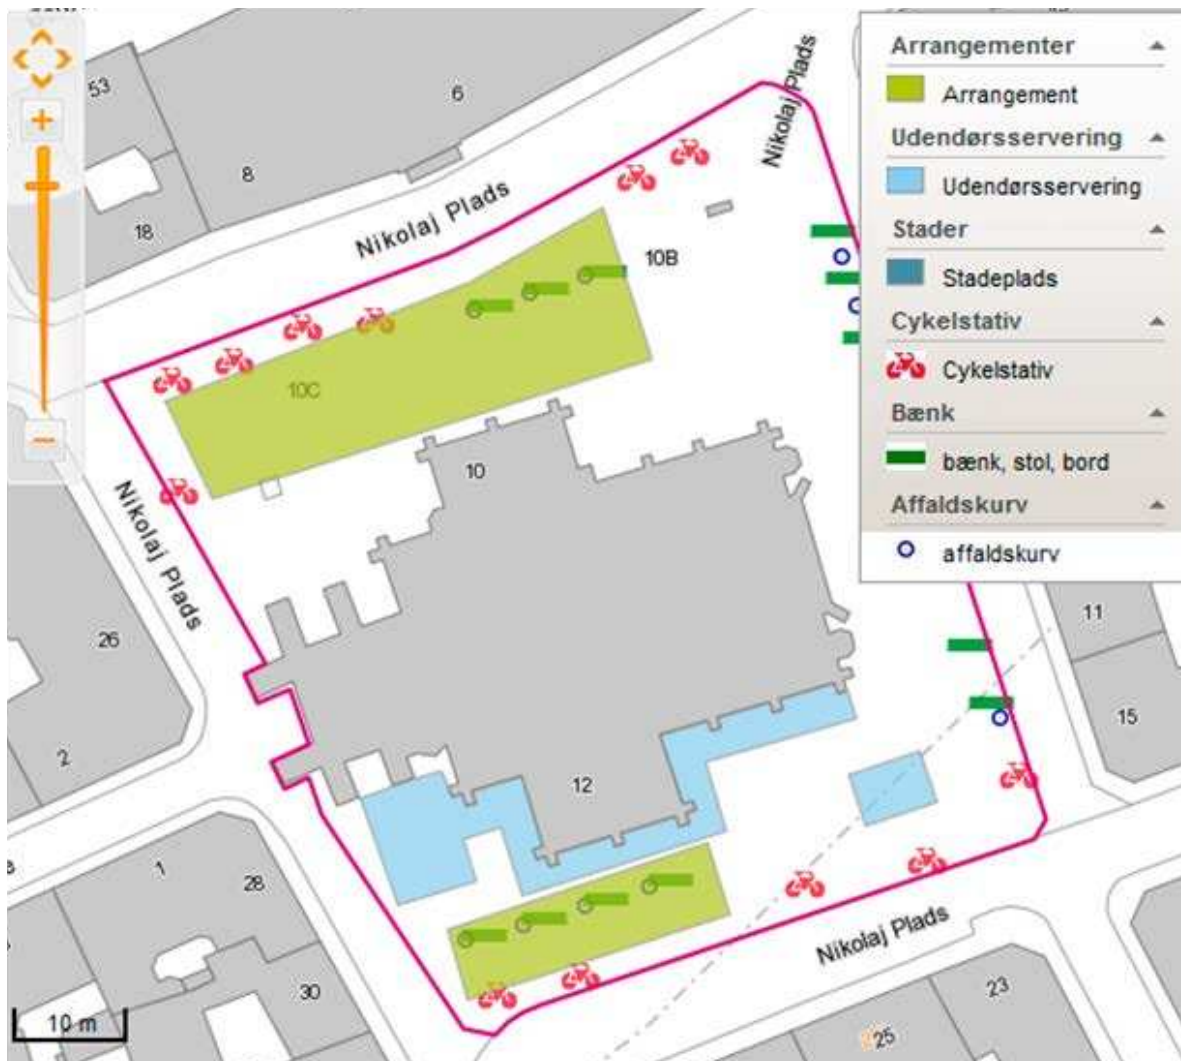 53
6
8
18
Nikolaj Plads
Nikolaj Plads
10B
10C
10
Nikolaj Plads
26
2
12
11
15
1
28
30
Nikolaj Plads
23
25
10 m
Arrangementer
Arrangement
Udendørsservering
Udendørsservering
Stader
Stadeplads
Cykelstativ
Cykelstativ
Bænk
bænk, stol, bord
Affaldskurv
affaldskurv